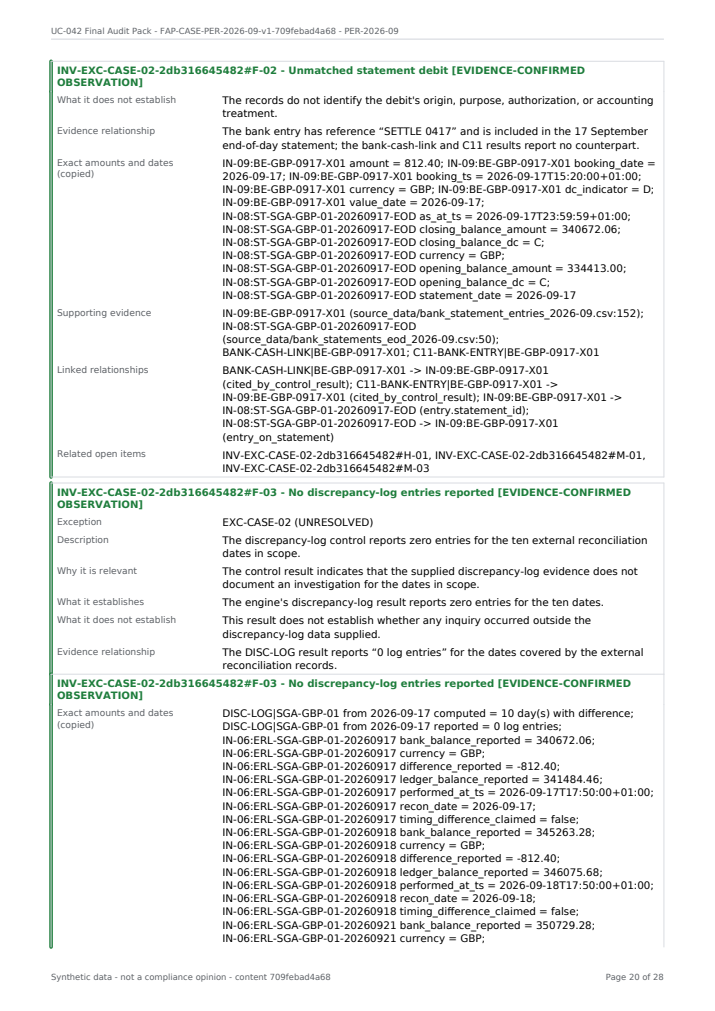 UC-042 Final Audit Pack - FAP-CASE-PER-2026-09-v1-709febad4a68 - PER-2026-09
INV-EXC-CASE-02-2db316645482#F-02 - Unmatched statement debit [EVIDENCE-CONFIRMED
OBSERVATION]
What it does not establish
The records do not identify the debit's origin, purpose, authorization, or accounting
treatment.
Evidence relationship
The bank entry has reference “SETTLE 0417” and is included in the 17 September
end-of-day statement; the bank-cash-link and C11 results report no counterpart.
Exact amounts and dates
(copied)
IN-09:BE-GBP-0917-X01 amount = 812.40; IN-09:BE-GBP-0917-X01 booking_date =
2026-09-17; IN-09:BE-GBP-0917-X01 booking_ts = 2026-09-17T15:20:00+01:00;
IN-09:BE-GBP-0917-X01 currency = GBP; IN-09:BE-GBP-0917-X01 dc_indicator = D;
IN-09:BE-GBP-0917-X01 value_date = 2026-09-17;
IN-08:ST-SGA-GBP-01-20260917-EOD as_at_ts = 2026-09-17T23:59:59+01:00;
IN-08:ST-SGA-GBP-01-20260917-EOD closing_balance_amount = 340672.06;
IN-08:ST-SGA-GBP-01-20260917-EOD closing_balance_dc = C;
IN-08:ST-SGA-GBP-01-20260917-EOD currency = GBP;
IN-08:ST-SGA-GBP-01-20260917-EOD opening_balance_amount = 334413.00;
IN-08:ST-SGA-GBP-01-20260917-EOD opening_balance_dc = C;
IN-08:ST-SGA-GBP-01-20260917-EOD statement_date = 2026-09-17
Supporting evidence
IN-09:BE-GBP-0917-X01 (source_data/bank_statement_entries_2026-09.csv:152);
IN-08:ST-SGA-GBP-01-20260917-EOD
(source_data/bank_statements_eod_2026-09.csv:50);
BANK-CASH-LINK|BE-GBP-0917-X01; C11-BANK-ENTRY|BE-GBP-0917-X01
Linked relationships
BANK-CASH-LINK|BE-GBP-0917-X01 -> IN-09:BE-GBP-0917-X01
(cited_by_control_result); C11-BANK-ENTRY|BE-GBP-0917-X01 ->
IN-09:BE-GBP-0917-X01 (cited_by_control_result); IN-09:BE-GBP-0917-X01 ->
IN-08:ST-SGA-GBP-01-20260917-EOD (entry.statement_id);
IN-08:ST-SGA-GBP-01-20260917-EOD -> IN-09:BE-GBP-0917-X01
(entry_on_statement)
Related open items
INV-EXC-CASE-02-2db316645482#H-01, INV-EXC-CASE-02-2db316645482#M-01,
INV-EXC-CASE-02-2db316645482#M-03
INV-EXC-CASE-02-2db316645482#F-03 - No discrepancy-log entries reported [EVIDENCE-CONFIRMED
OBSERVATION]
Exception
EXC-CASE-02 (UNRESOLVED)
Description
The discrepancy-log control reports zero entries for the ten external reconciliation
dates in scope.
Why it is relevant
The control result indicates that the supplied discrepancy-log evidence does not
document an investigation for the dates in scope.
What it establishes
The engine's discrepancy-log result reports zero entries for the ten dates.
What it does not establish
This result does not establish whether any inquiry occurred outside the
discrepancy-log data supplied.
Evidence relationship
The DISC-LOG result reports “0 log entries” for the dates covered by the external
reconciliation records.
INV-EXC-CASE-02-2db316645482#F-03 - No discrepancy-log entries reported [EVIDENCE-CONFIRMED
OBSERVATION]
Exact amounts and dates
(copied)
DISC-LOG|SGA-GBP-01 from 2026-09-17 computed = 10 day(s) with difference;
DISC-LOG|SGA-GBP-01 from 2026-09-17 reported = 0 log entries;
IN-06:ERL-SGA-GBP-01-20260917 bank_balance_reported = 340672.06;
IN-06:ERL-SGA-GBP-01-20260917 currency = GBP;
IN-06:ERL-SGA-GBP-01-20260917 difference_reported = -812.40;
IN-06:ERL-SGA-GBP-01-20260917 ledger_balance_reported = 341484.46;
IN-06:ERL-SGA-GBP-01-20260917 performed_at_ts = 2026-09-17T17:50:00+01:00;
IN-06:ERL-SGA-GBP-01-20260917 recon_date = 2026-09-17;
IN-06:ERL-SGA-GBP-01-20260917 timing_difference_claimed = false;
IN-06:ERL-SGA-GBP-01-20260918 bank_balance_reported = 345263.28;
IN-06:ERL-SGA-GBP-01-20260918 currency = GBP;
IN-06:ERL-SGA-GBP-01-20260918 difference_reported = -812.40;
IN-06:ERL-SGA-GBP-01-20260918 ledger_balance_reported = 346075.68;
IN-06:ERL-SGA-GBP-01-20260918 performed_at_ts = 2026-09-18T17:50:00+01:00;
IN-06:ERL-SGA-GBP-01-20260918 recon_date = 2026-09-18;
IN-06:ERL-SGA-GBP-01-20260918 timing_difference_claimed = false;
IN-06:ERL-SGA-GBP-01-20260921 bank_balance_reported = 350729.28;
IN-06:ERL-SGA-GBP-01-20260921 currency = GBP;
Synthetic data - not a compliance opinion - content 709febad4a68
Page 20 of 28